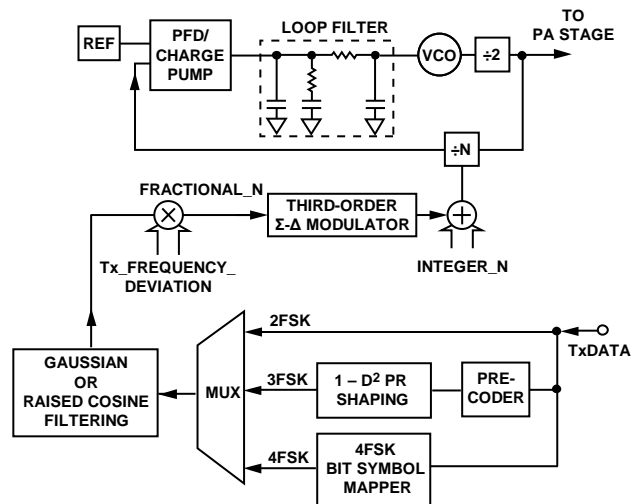 REF
PFD/
CHARGE
PUMP
LOOP FILTER
VCO
÷2
TO
PA STAGE
÷N
FRACTIONAL_N
THIRD-ORDER
Σ-Δ MODULATOR
Tx_FREQUENCY_
DEVIATION
INTEGER_N
GAUSSIAN
OR
RAISED COSINE
FILTERING
MUX
2FSK
TxDATA
3FSK
1 – D² PR
SHAPING
PRE-
CODER
4FSK
4FSK
BIT SYMBOL
MAPPER